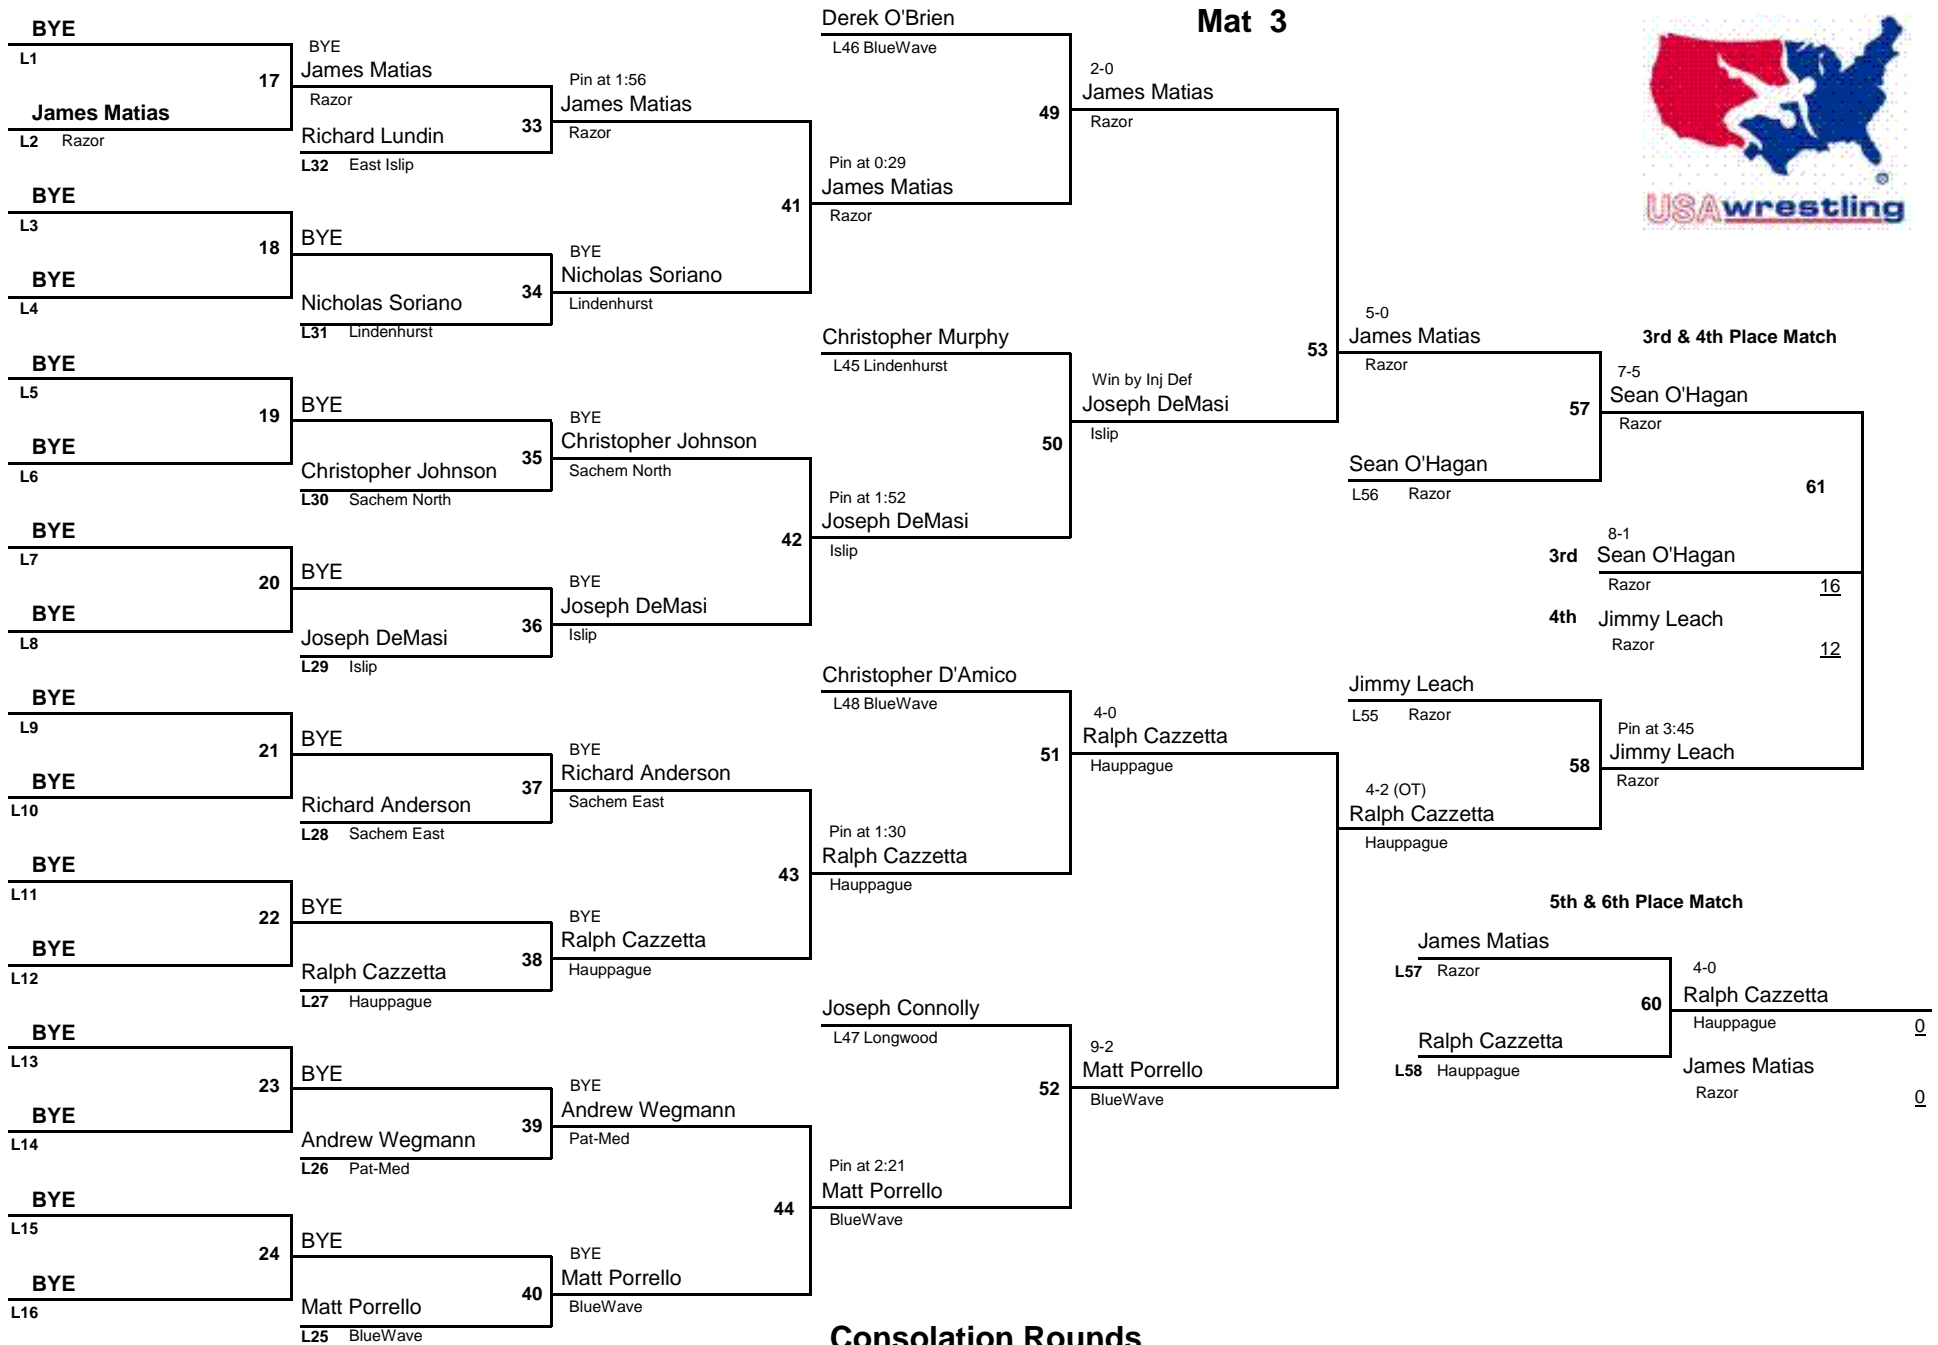 Mat 3
BYE
L1
17
James Matias
L2 Razor
BYE
L3
18
BYE
L4
BYE
L5
19
BYE
L6
BYE
L7
20
BYE
L8
BYE
L9
21
BYE
L10
BYE
L11
22
BYE
L12
BYE
L13
23
BYE
L14
BYE
L15
24
BYE
L16
BYE
James Matias
Razor
33
Richard Lundin
L32 East Islip
BYE
34
Nicholas Soriano
L31 Lindenhurst
BYE
35
Christopher Johnson
L30 Sachem North
BYE
36
Joseph DeMasi
L29 Islip
BYE
37
Richard Anderson
L28 Sachem East
BYE
38
Ralph Cazzetta
L27 Hauppague
BYE
39
Andrew Wegmann
L26 Pat-Med
BYE
40
Matt Porrello
L25 BlueWave
Pin at 1:56
James Matias
Razor
41
BYE
Nicholas Soriano
Lindenhurst
BYE
Christopher Johnson
Sachem North
42
BYE
Joseph DeMasi
Islip
BYE
Richard Anderson
Sachem East
43
BYE
Ralph Cazzetta
Hauppague
BYE
Andrew Wegmann
Pat-Med
44
BYE
Matt Porrello
BlueWave
Derek O'Brien
L46 BlueWave
49
Pin at 0:29
James Matias
Razor
Christopher Murphy
L45 Lindenhurst
50
Pin at 1:52
Joseph DeMasi
Islip
Christopher D'Amico
L48 BlueWave
51
Pin at 1:30
Ralph Cazzetta
Hauppague
Joseph Connolly
L47 Longwood
52
Pin at 2:21
Matt Porrello
BlueWave
2-0
James Matias
Razor
53
Win by Inj Def
Joseph DeMasi
Islip
4-0
Ralph Cazzetta
Hauppague
9-2
Matt Porrello
BlueWave
5-0
James Matias
Razor
57
Sean O'Hagan
L56 Razor
Jimmy Leach
L55 Razor
58
4-2 (OT)
Ralph Cazzetta
Hauppague
USAwrestling
®
3rd & 4th Place Match
7-5
Sean O'Hagan
Razor
61
8-1
3rd Sean O'Hagan
Razor 16
4th Jimmy Leach
Razor 12
Pin at 3:45
Jimmy Leach
Razor
5th & 6th Place Match
James Matias
L57 Razor
60
Ralph Cazzetta
L58 Hauppague
4-0
Ralph Cazzetta
Hauppague 0
James Matias
Razor 0
Consolation Rounds